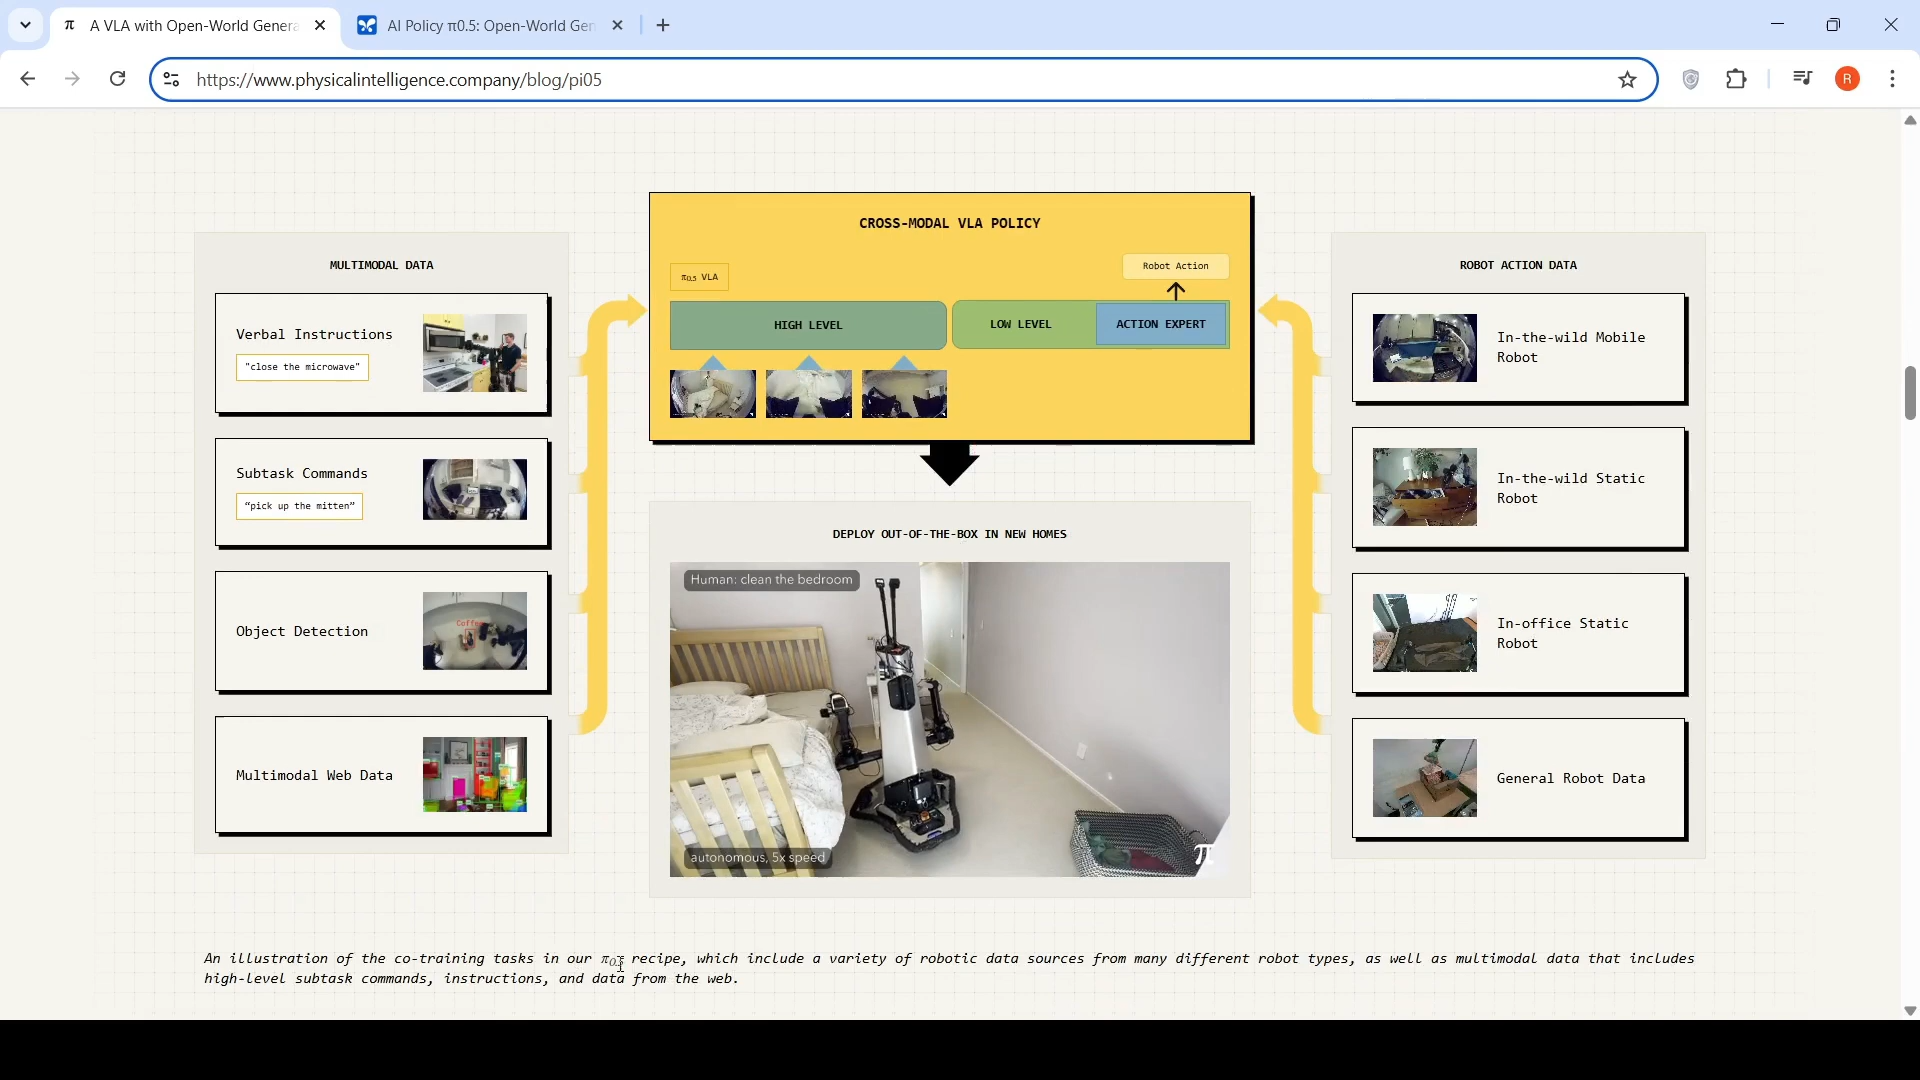 π A VLA with Open-World Genera
AI Policy π0.5: Open-World Gen
https://www.physicalintelligence.company/blog/pi05
R
MULTIMODAL DATA
Verbal Instructions
"close the microwave"
Subtask Commands
“pick up the mitten”
Object Detection
Coffee
Multimodal Web Data
CROSS-MODAL VLA POLICY
π0.5 VLA
Robot Action
HIGH LEVEL
LOW LEVEL
ACTION EXPERT
DEPLOY OUT-OF-THE-BOX IN NEW HOMES
Human: clean the bedroom
autonomous, 5x speed
π
ROBOT ACTION DATA
In-the-wild Mobile
Robot
In-the-wild Static
Robot
In-office Static
Robot
General Robot Data
An illustration of the co-training tasks in our π0.5 recipe, which include a variety of robotic data sources from many different robot types, as well as multimodal data that includes
high-level subtask commands, instructions, and data from the web.